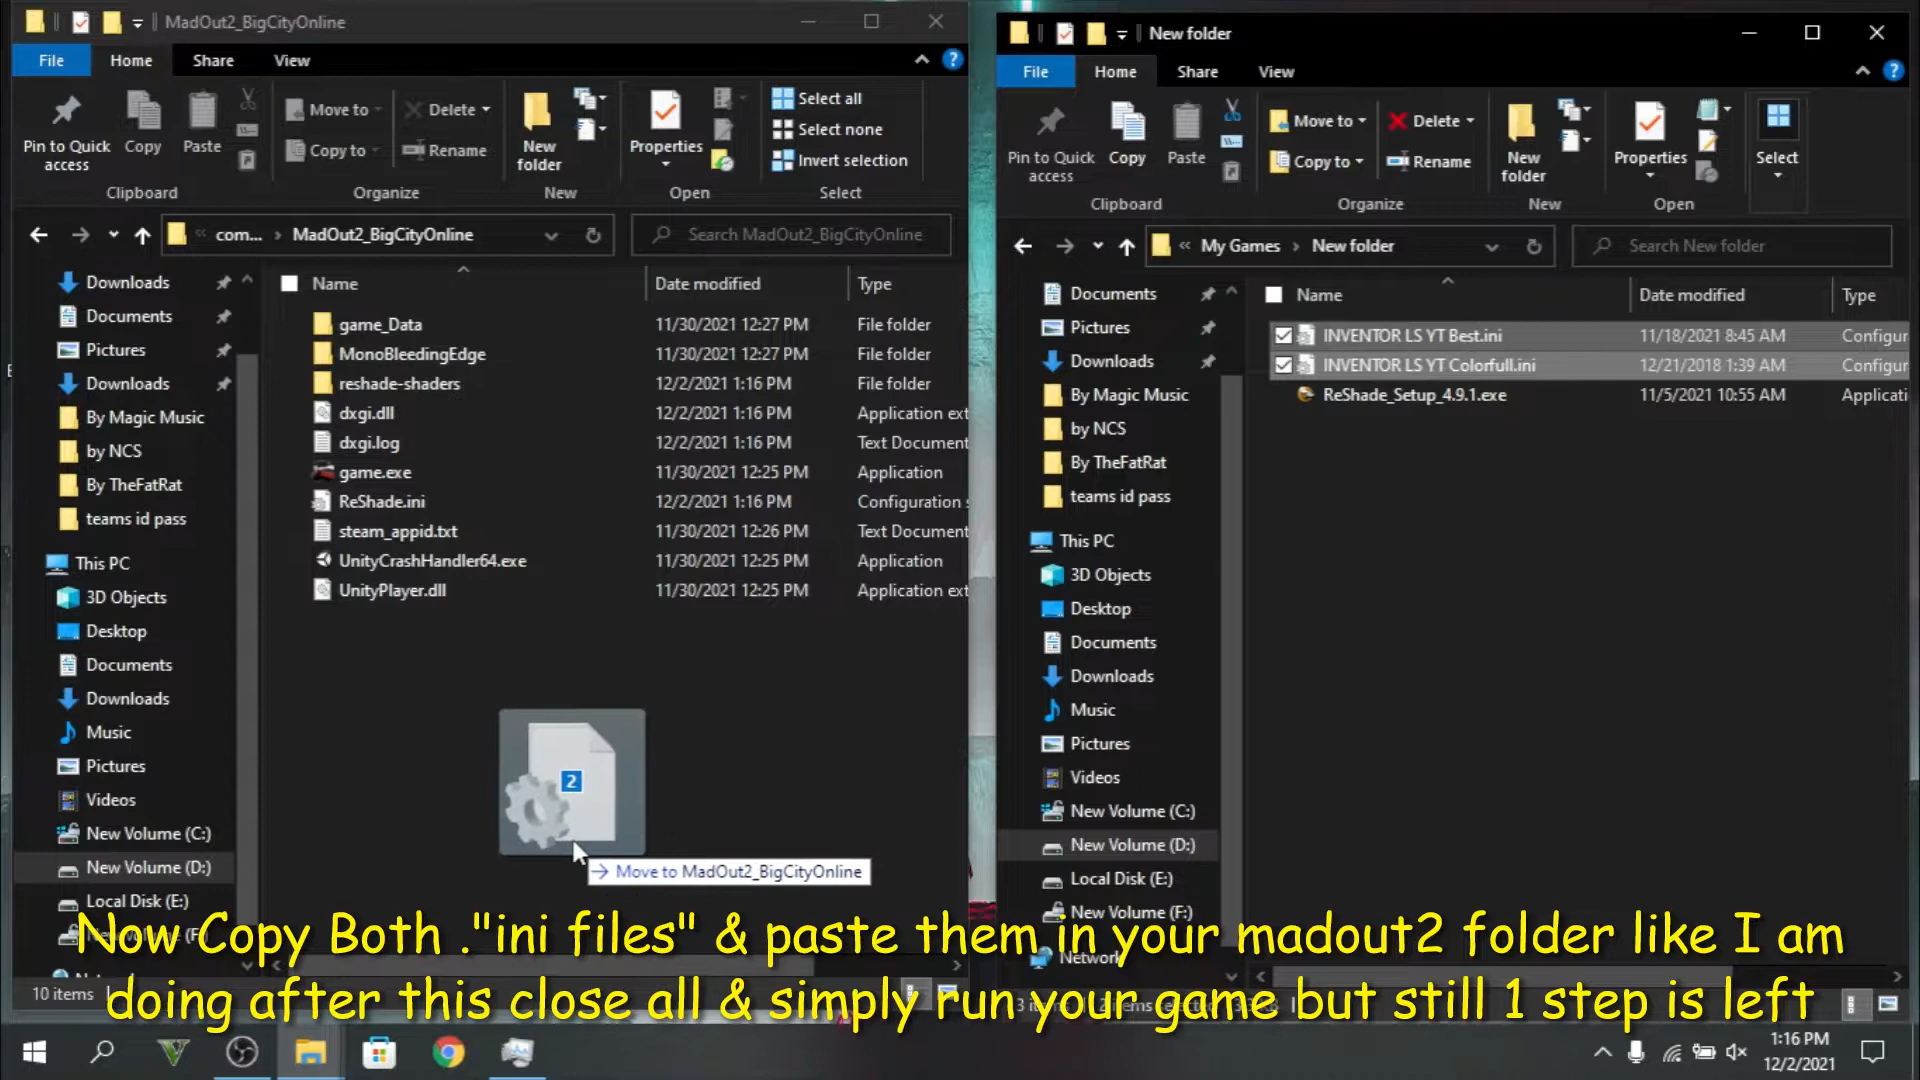 MadOut2_BigCityOnline
File
Home
Share
View
Pin to Quick access
Copy
Paste
Move to
Copy to
Delete
Rename
New folder
Properties
Select all
Select none
Invert selection
Clipboard
Organize
New
Open
Select
com...
MadOut2_BigCityOnline
Search MadOut2_BigCityOnline
Name
Date modified
Type
Downloads
Documents
Pictures
Downloads
By Magic Music
by NCS
By TheFatRat
teams id pass
This PC
3D Objects
Desktop
Documents
Downloads
Music
Pictures
Videos
New Volume (C:)
New Volume (D:)
Local Disk (E:)
game_Data 11/30/2021 12:27 PM File folder
MonoBleedingEdge 11/30/2021 12:27 PM File folder
reshade-shaders 12/2/2021 1:16 PM File folder
dxgi.dll 12/2/2021 1:16 PM Application ext
dxgi.log 12/2/2021 1:16 PM Text Document
game.exe 11/30/2021 12:25 PM Application
ReShade.ini 12/2/2021 1:16 PM Configuration s
steam_appid.txt 11/30/2021 12:26 PM Text Document
UnityCrashHandler64.exe 11/30/2021 12:25 PM Application
UnityPlayer.dll 11/30/2021 12:25 PM Application ext
2
Move to MadOut2_BigCityOnline
10 items
New folder
File
Home
Share
View
Pin to Quick access
Copy
Paste
Move to
Copy to
Delete
Rename
New folder
Properties
Select
Clipboard
Organize
New
Open
My Games
New folder
Search New folder
Name
Date modified
Type
Documents
Pictures
Downloads
By Magic Music
by NCS
By TheFatRat
teams id pass
This PC
3D Objects
Desktop
Documents
Downloads
Music
Pictures
Videos
New Volume (C:)
New Volume (D:)
Local Disk (E:)
New Volume (F:)
Network
INVENTOR LS YT Best.ini 11/18/2021 8:45 AM Configur
INVENTOR LS YT Colorfull.ini 12/21/2018 1:39 AM Configur
ReShade_Setup_4.9.1.exe 11/5/2021 10:55 AM Applicati
Now Copy Both ."ini files" & paste them in your madout2 folder like I am
doing after this close all & simply run your game but still 1 step is left
1:16 PM
12/2/2021